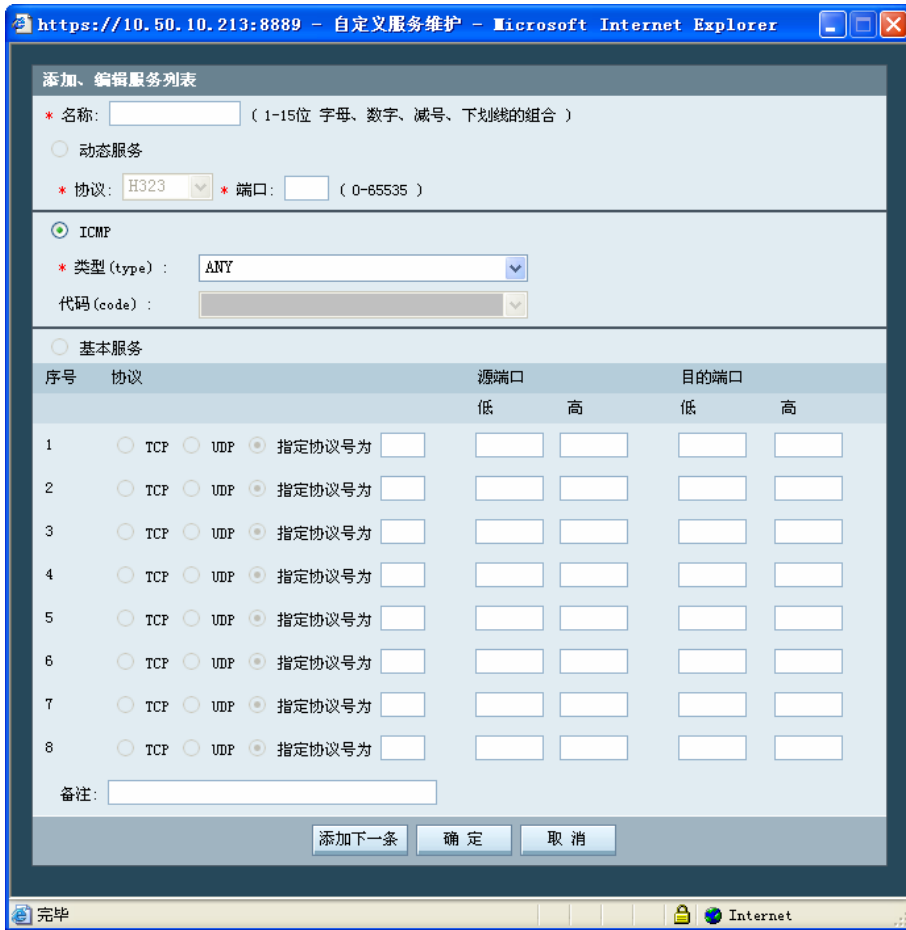 https://10.50.10.213:8889 - 自定义服务维护 - Microsoft Internet Explorer
添加、编辑服务列表
* 名称: ( 1-15位 字母、数字、减号、下划线的组合 )
动态服务
* 协议: H323 * 端口: ( 0-65535 )
ICMP
* 类型(type) : ANY
代码(code) :
基本服务
序号 协议 源端口 目的端口
低 高 低 高
1 TCP UDP 指定协议号为
2 TCP UDP 指定协议号为
3 TCP UDP 指定协议号为
4 TCP UDP 指定协议号为
5 TCP UDP 指定协议号为
6 TCP UDP 指定协议号为
7 TCP UDP 指定协议号为
8 TCP UDP 指定协议号为
备注:
添加下一条 确 定 取 消
完毕 Internet